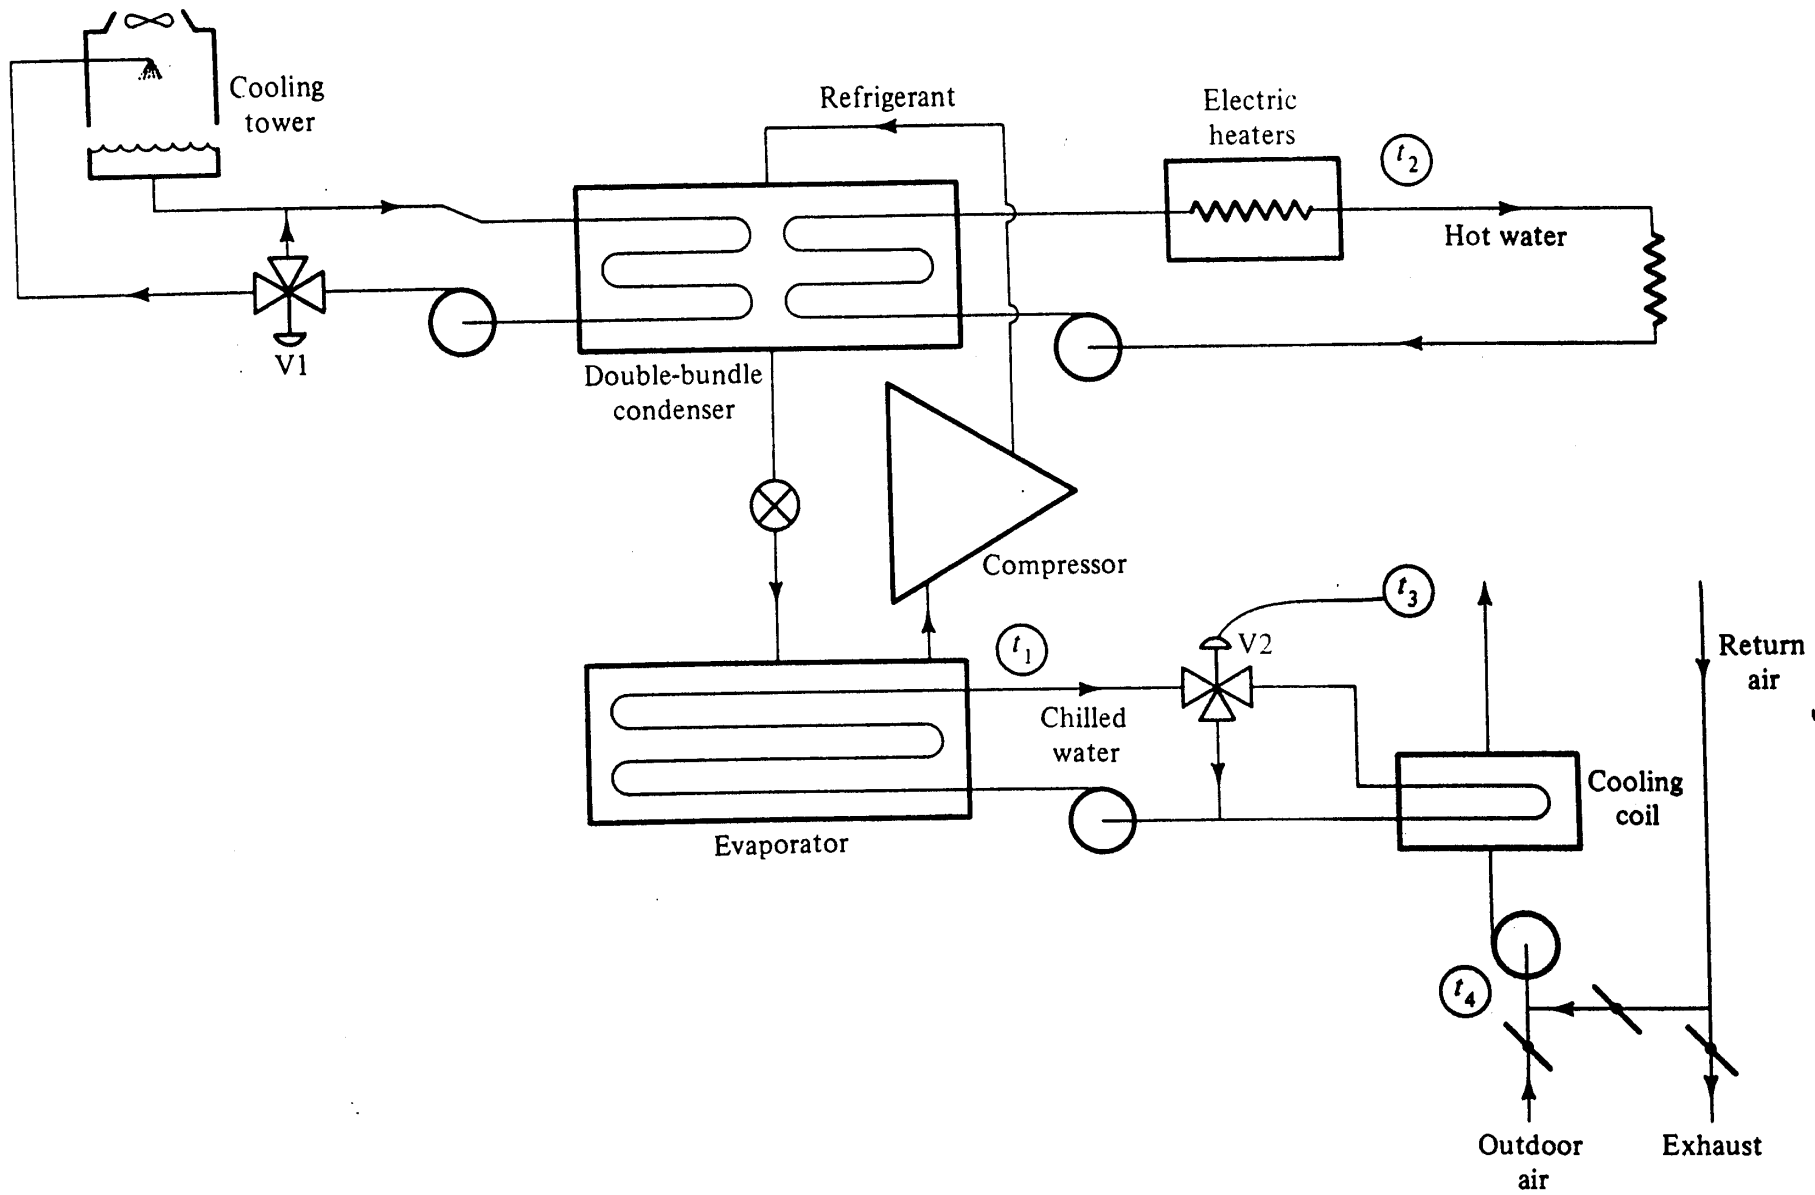 Cooling
tower
Refrigerant
Electric
heaters
t2
Hot water
V1
Double-bundle
condenser
Compressor
t3
t1
V2
Return
air
Chilled
water
Cooling
coil
Evaporator
t4
Outdoor
air
Exhaust